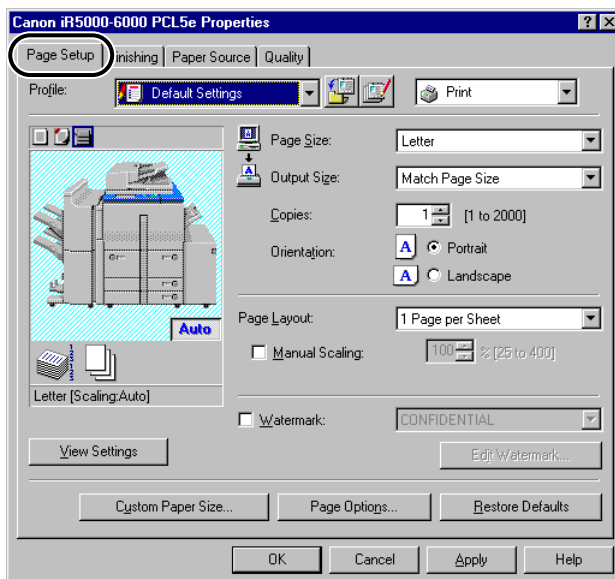 Canon iR5000-6000 PCL5e Properties
Page Setup inishing Paper Source Quality
Profile: Default Settings Print
Page Size: Letter
Output Size: Match Page Size
Copies: 1 [1 to 2000]
Orientation: A Portrait
A Landscape
Auto
Page Layout: 1 Page per Sheet
Manual Scaling: 100 % [25 to 400]
Letter [Scaling:Auto]
Watermark: CONFIDENTIAL
View Settings Edit Watermark...
Custom Paper Size... Page Options... Restore Defaults
OK Cancel Apply Help